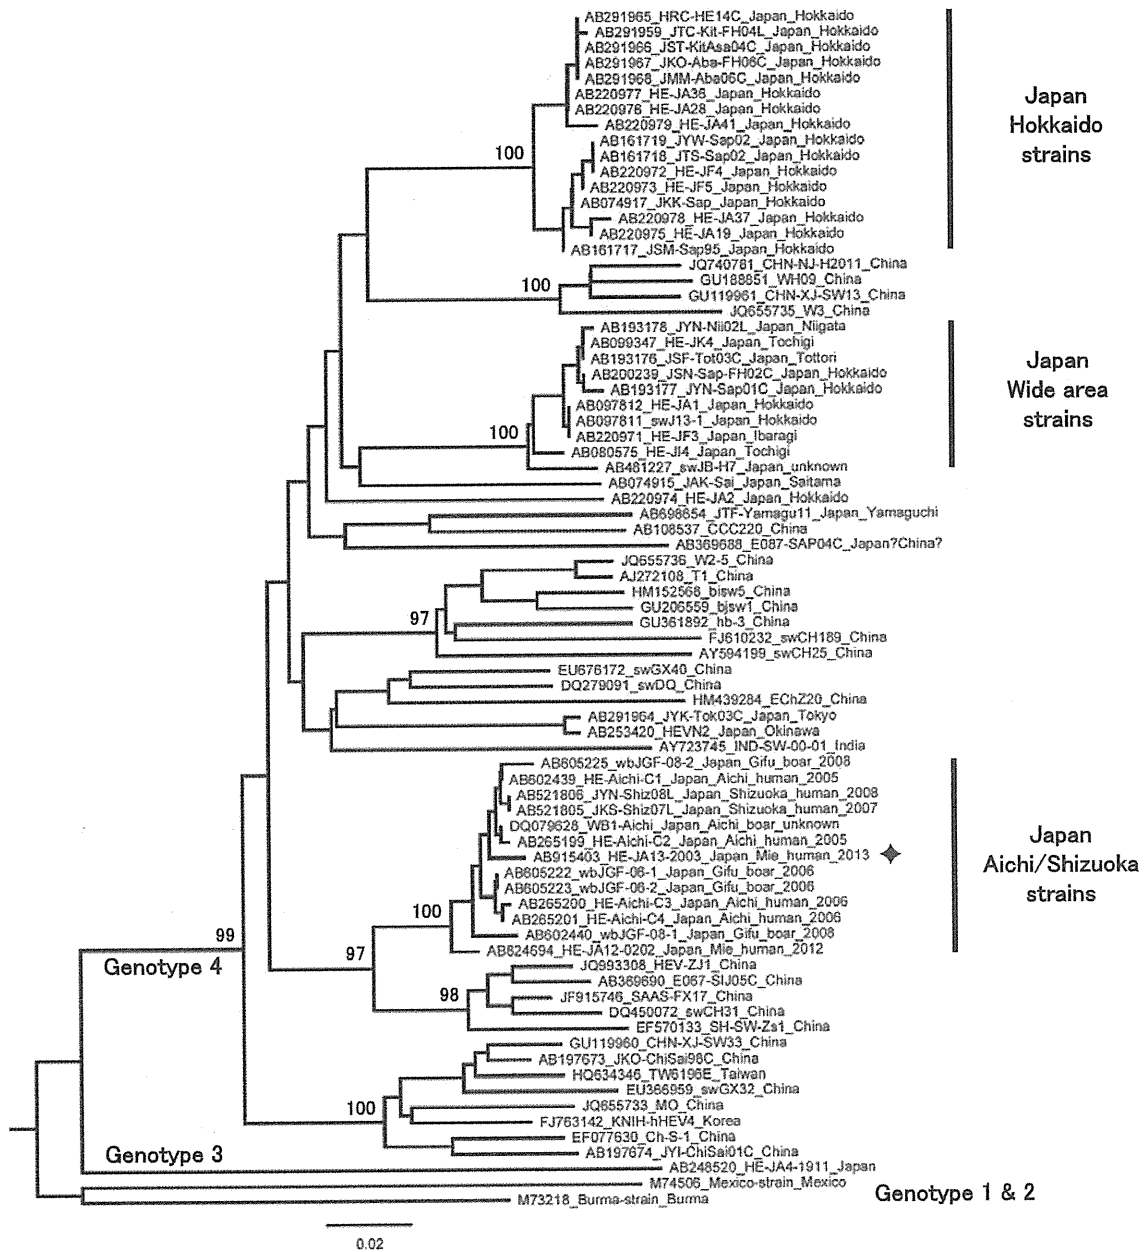 AB291965_HRC-HE14C_Japan_Hokkaido
AB291959_JTC-Kit-FH04L_Japan_Hokkaido
AB291966_JST-KitAsa04C_Japan_Hokkaido
AB291967_JKO-Aba-FH06C_Japan_Hokkaido
AB291968_JMM-Aba06C_Japan_Hokkaido
AB220977_HE-JA36_Japan_Hokkaido
AB220976_HE-JA28_Japan_Hokkaido
AB220979_HE-JA41_Japan_Hokkaido
AB161719_JYW-Sap02_Japan_Hokkaido
AB161718_JTS-Sap02_Japan_Hokkaido
AB220972_HE-JF4_Japan_Hokkaido
AB220973_HE-JF5_Japan_Hokkaido
AB074917_JKK-Sap_Japan_Hokkaido
AB220978_HE-JA37_Japan_Hokkaido
AB220975_HE-JA19_Japan_Hokkaido
AB161717_JSM-Sap95_Japan_Hokkaido
100
Japan
Hokkaido
strains
JQ740781_CHN-NJ-H2011_China
GU188851_WH09_China
GU119961_CHN-XJ-SW13_China
JQ655735_W3_China
100
AB193178_JYN-Nii02L_Japan_Niigata
AB099347_HE-JK4_Japan_Tochigi
AB193176_JSF-Tot03C_Japan_Tottori
AB200239_JSN-Sap-FH02C_Japan_Hokkaido
AB193177_JYN-Sap01C_Japan_Hokkaido
AB097812_HE-JA1_Japan_Hokkaido
AB097811_swJ13-1_Japan_Hokkaido
AB220971_HE-JF3_Japan_Ibaragi
AB080575_HE-JI4_Japan_Tochigi
AB481227_swJB-H7_Japan_unknown
100
Japan
Wide area
strains
AB074915_JAK-Sai_Japan_Saitama
AB220974_HE-JA2_Japan_Hokkaido
AB698654_JTF-Yamagu11_Japan_Yamaguchi
AB108537_CCC220_China
AB369688_E087-SAP04C_Japan?China?
JQ655736_W2-5_China
AJ272108_T1_China
HM152568_bisw5_China
GU206559_bjsw1_China
GU361892_hb-3_China
FJ610232_swCH189_China
AY594199_swCH25_China
97
EU676172_swGX40_China
DQ279091_swDQ_China
HM439284_EChZ20_China
AB291964_JYK-Tok03C_Japan_Tokyo
AB253420_HEVN2_Japan_Okinawa
AY723745_IND-SW-00-01_India
AB605225_wbJGF-08-2_Japan_Gifu_boar_2008
AB602439_HE-Aichi-C1_Japan_Aichi_human_2005
AB521806_JYN-Shiz08L_Japan_Shizuoka_human_2008
AB521805_JKS-Shiz07L_Japan_Shizuoka_human_2007
DQ079628_WB1-Aichi_Japan_Aichi_boar_unknown
AB265199_HE-Aichi-C2_Japan_Aichi_human_2005
AB915403_HE-JA13-2003_Japan_Mie_human_2013
AB605222_wbJGF-06-1_Japan_Gifu_boar_2006
AB605223_wbJGF-06-2_Japan_Gifu_boar_2006
AB265200_HE-Aichi-C3_Japan_Aichi_human_2006
AB265201_HE-Aichi-C4_Japan_Aichi_human_2006
AB602440_wbJGF-08-1_Japan_Gifu_boar_2008
AB824694_HE-JA12-0202_Japan_Mie_human_2012
100
Japan
Aichi/Shizuoka
strains
97
JQ993308_HEV-ZJ1_China
AB369690_E067-SIJ05C_China
JF915746_SAAS-FX17_China
DQ450072_swCH31_China
EF570133_SH-SW-Zs1_China
98
99
Genotype 4
GU119960_CHN-XJ-SW33_China
AB197673_JKO-ChiSai98C_China
HQ634346_TW6196E_Taiwan
EU366959_swGX32_China
JQ655733_MO_China
FJ763142_KNIH-hHEV4_Korea
EF077630_Ch-S-1_China
AB197674_JYI-ChiSai01C_China
100
Genotype 3
AB248520_HE-JA4-1911_Japan
M74506_Mexico-strain_Mexico
M73218_Burma-strain_Burma
Genotype 1 & 2
0.02